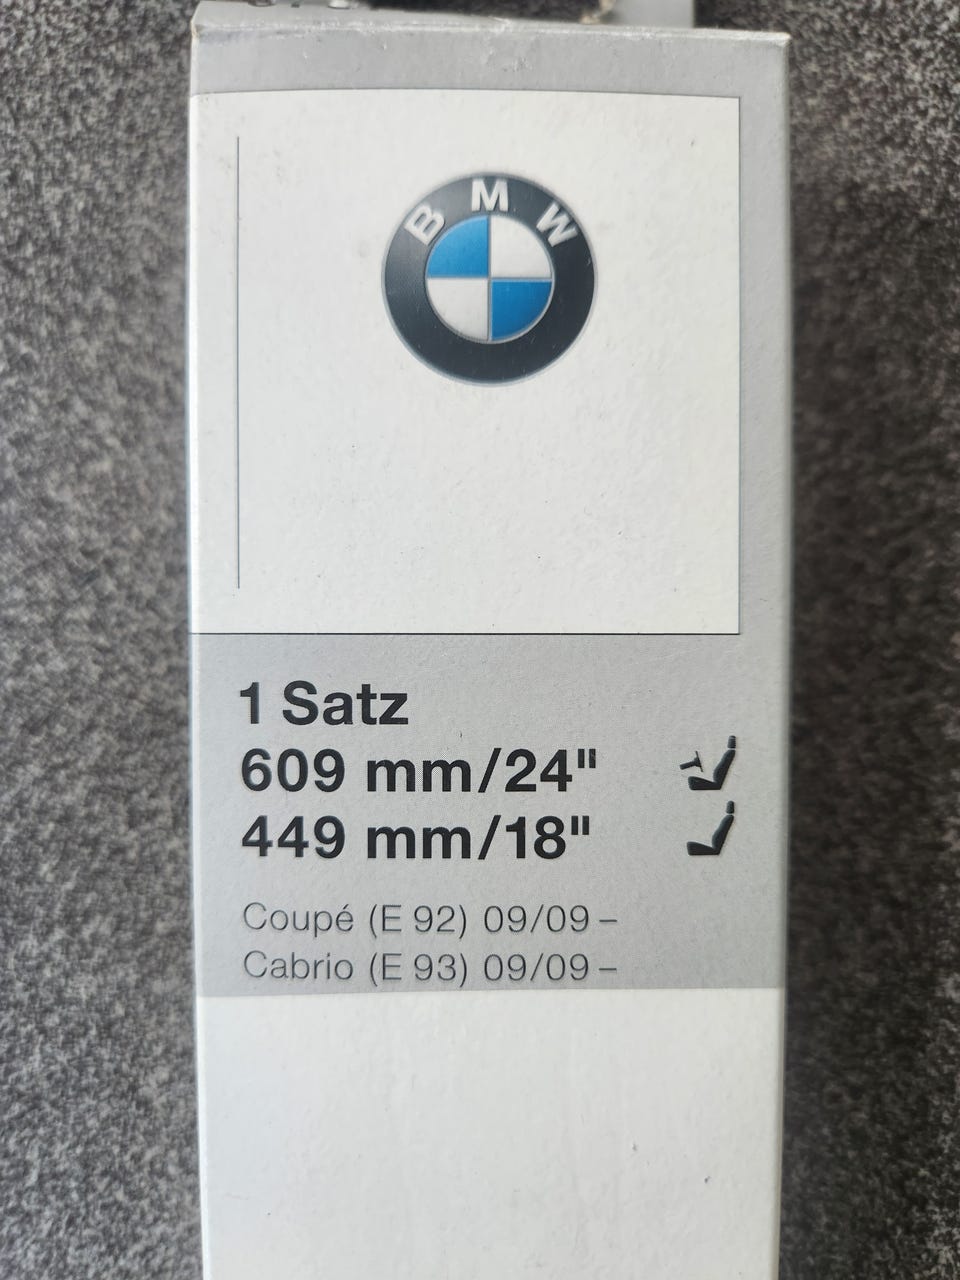 BMW
1 Satz
609 mm/24"
449 mm/18"
Coupé (E 92) 09/09 –
Cabrio (E 93) 09/09 –